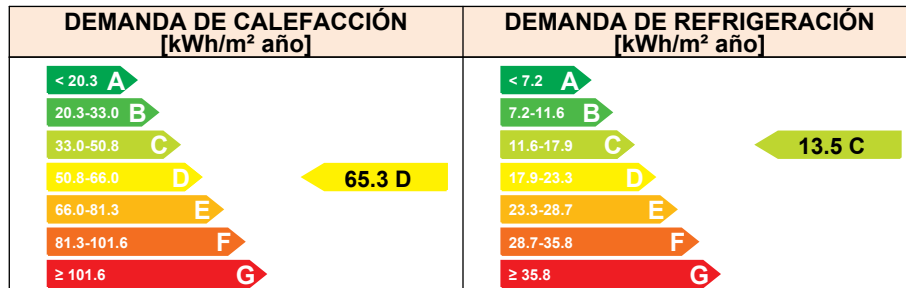 DEMANDA DE CALEFACCIÓN
[kWh/m² año]
< 20.3 A
20.3-33.0 B
33.0-50.8 C
50.8-66.0 D
65.3 D
66.0-81.3 E
81.3-101.6 F
≥ 101.6 G
DEMANDA DE REFRIGERACIÓN
[kWh/m² año]
< 7.2 A
7.2-11.6 B
11.6-17.9 C
13.5 C
17.9-23.3 D
23.3-28.7 E
28.7-35.8 F
≥ 35.8 G